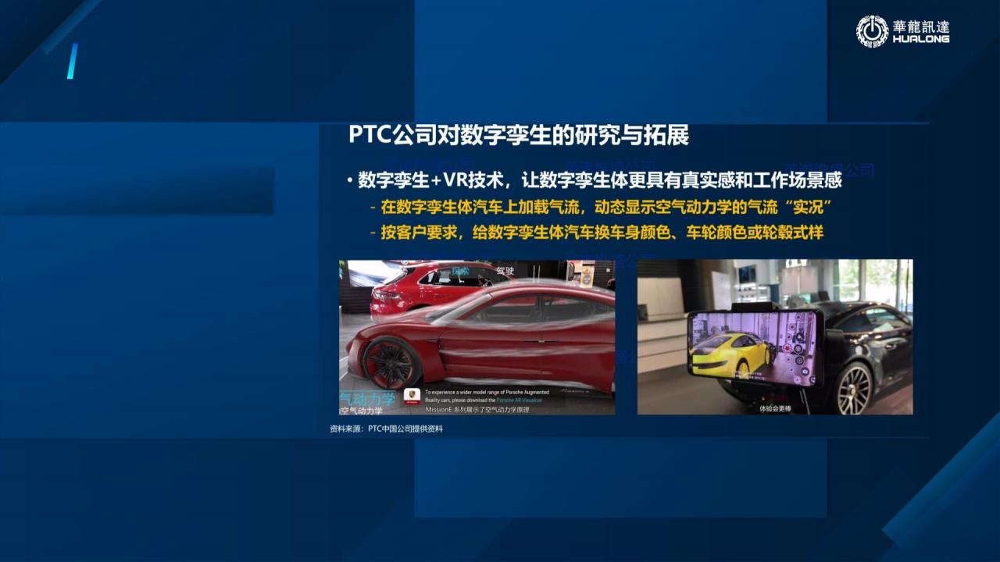 華龍訊達
HUALONG
PTC公司对数字孪生的研究与拓展
• 数字孪生+VR技术，让数字孪生体更具有真实感和工作场景感
- 在数字孪生体汽车上加载气流，动态显示空气动力学的气流“实况”
- 按客户要求，给数字孪生体汽车换车身颜色、车轮颜色或轮毂式样
探索 驾驶
气动力学
空气动力学
To experience a wider model range of Porsche Augmented
Reality cars, please download the Porsche AR Visualizer
MissionE 系列展示了空气动力学原理
体验会更棒
资料来源：PTC中国公司提供资料